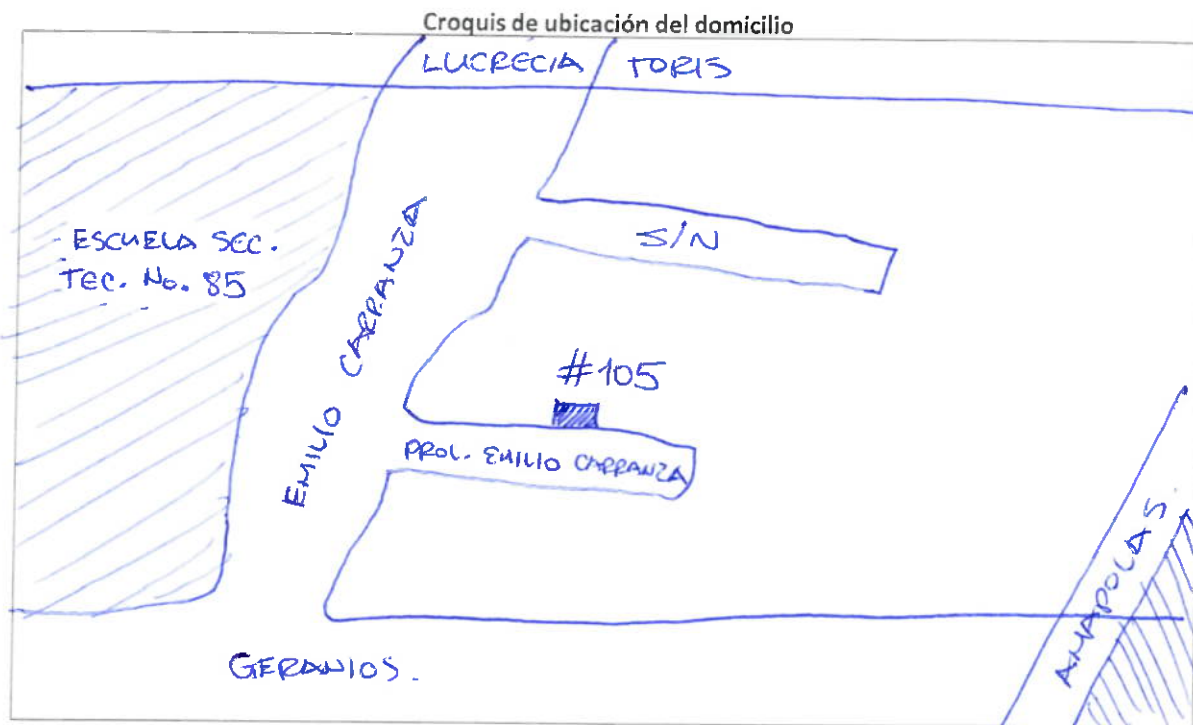 Croquis de ubicación del domicilio
LUCRECIA TORIS
ESCUELA SEC.
TEC. No. 85
EMILIO CARRANZA
S/N
#105
PROL. EMILIO CARRANZA
AMAPOLAS.
GERANIOS.